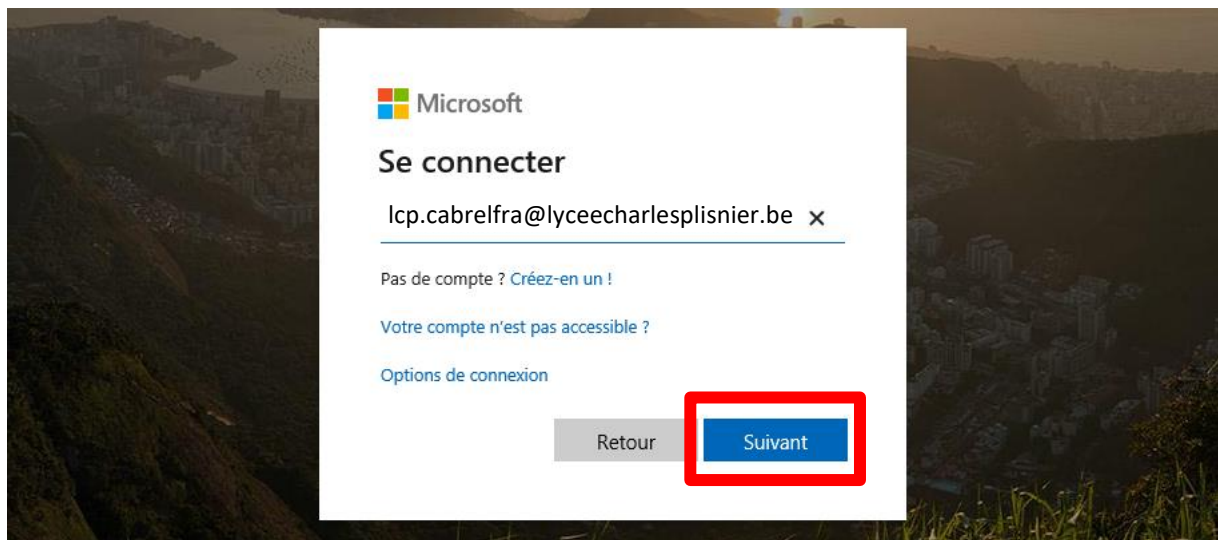 Microsoft
Se connecter
lcp.cabrelfra@lyceecharlesplisnier.be ×
Pas de compte ? Créez-en un !
Votre compte n'est pas accessible ?
Options de connexion
Retour Suivant